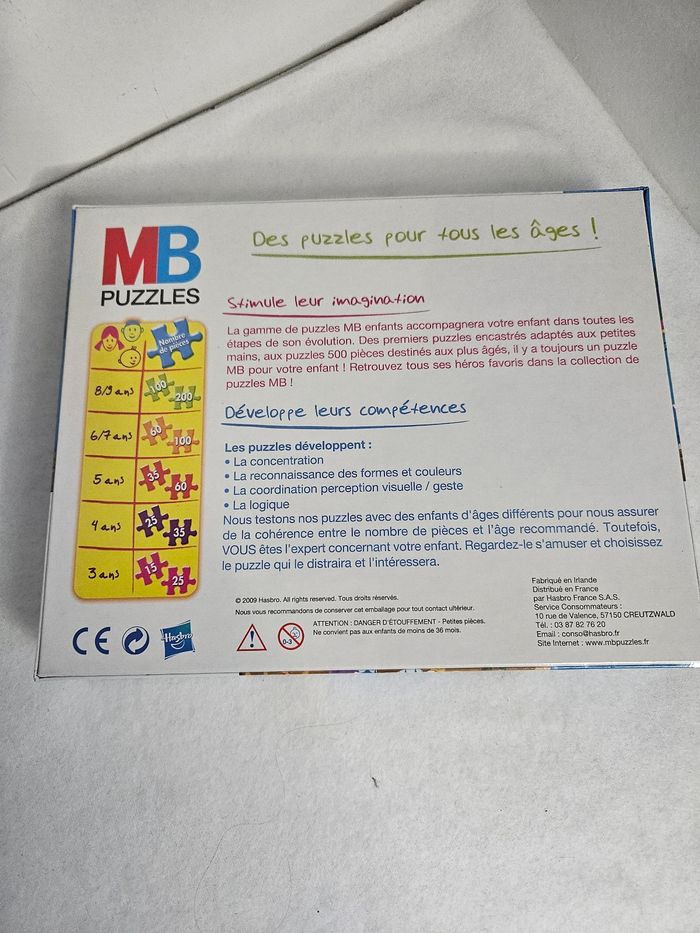 MB
PUZZLES
Des puzzles pour tous les âges !
Stimule leur imagination
La gamme de puzzles MB enfants accompagnera votre enfant dans toutes les
étapes de son évolution. Des premiers puzzles encastrés adaptés aux petites
mains, aux puzzles 500 pièces destinés aux plus âgés, il y a toujours un puzzle
MB pour votre enfant ! Retrouvez tous ses héros favoris dans la collection de
puzzles MB !
Développe leurs compétences
Les puzzles développent :
• La concentration
• La reconnaissance des formes et couleurs
• La coordination perception visuelle / geste
• La logique
Nous testons nos puzzles avec des enfants d'âges différents pour nous assurer
de la cohérence entre le nombre de pièces et l'âge recommandé. Toutefois,
VOUS êtes l'expert concernant votre enfant. Regardez-le s'amuser et choisissez
le puzzle qui le distraira et l'intéressera.
Nombre
de pièces
8/9 ans 100 200
6/7 ans 60 100
5 ans 35 60
4 ans 25 35
3 ans 15 25
CE
Hasbro
© 2009 Hasbro. All rights reserved. Tous droits réservés.
Nous vous recommandons de conserver cet emballage pour tout contact ultérieur.
0-3
ATTENTION : DANGER D'ÉTOUFFEMENT - Petites pièces.
Ne convient pas aux enfants de moins de 36 mois.
Fabriqué en Irlande
Distribué en France
par Hasbro France S.A.S.
Service Consommateurs :
10 rue de Valence, 57150 CREUTZWALD
Tél. : 03 87 82 76 20
Email : conso@hasbro.fr
Site Internet : www.mbpuzzles.fr